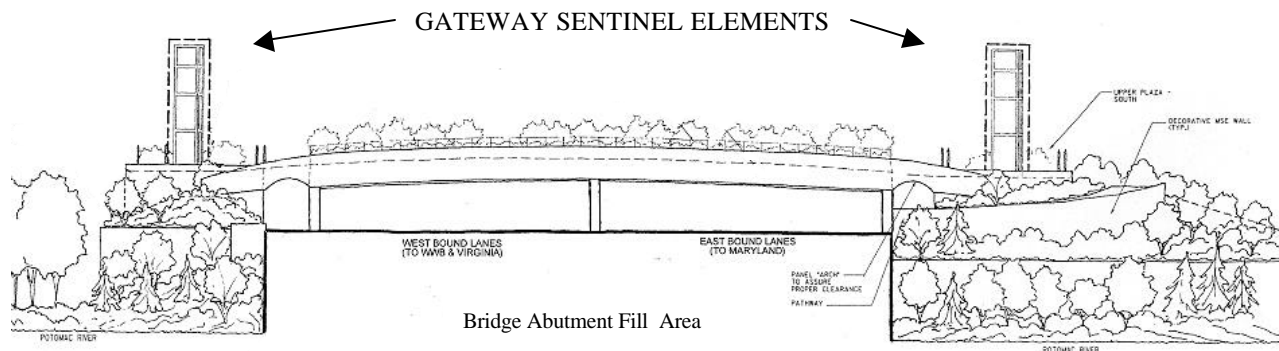 GATEWAY SENTINEL ELEMENTS
UPPER PLAZA -
SOUTH
DECORATIVE MSE WALL
(TYP.)
WEST BOUND LANES
(TO WWB & VIRGINIA)
EAST BOUND LANES
(TO MARYLAND)
PANEL "ARCH"
TO ASSURE
PROPER CLEARANCE
PATHWAY
Bridge Abutment Fill Area
POTOMAC RIVER
POTOMAC RIVER